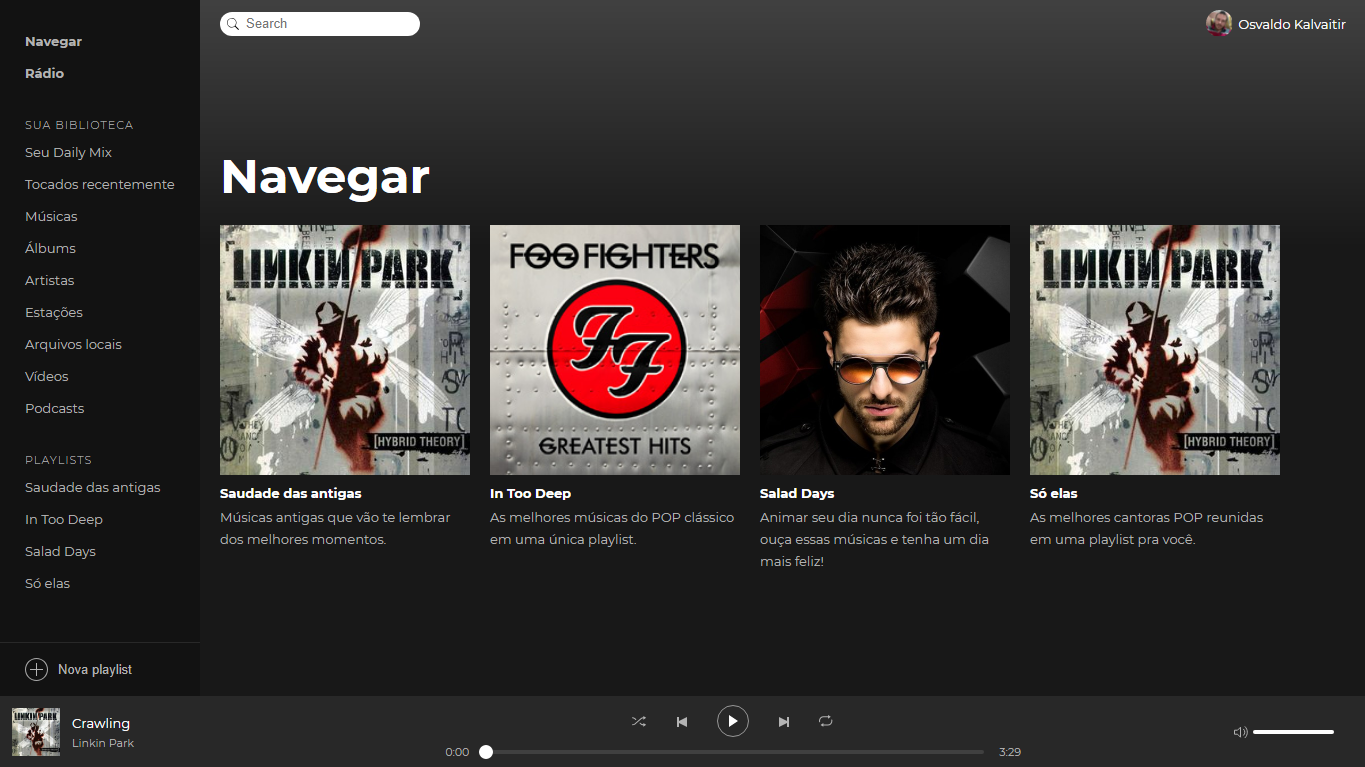 Navegar
Rádio
SUA BIBLIOTECA
Seu Daily Mix
Tocados recentemente
Músicas
Álbums
Artistas
Estações
Arquivos locais
Vídeos
Podcasts
PLAYLISTS
Saudade das antigas
In Too Deep
Salad Days
Só elas
Nova playlist
Search
Osvaldo Kalvaitir
Navegar
LINKIN PARK
[HYBRID THEORY]
Saudade das antigas
Músicas antigas que vão te lembrar
dos melhores momentos.
FOO FIGHTERS
FF
GREATEST HITS
In Too Deep
As melhores músicas do POP clássico
em uma única playlist.
Salad Days
Animar seu dia nunca foi tão fácil,
ouça essas músicas e tenha um dia
mais feliz!
LINKIN PARK
[HYBRID THEORY]
Só elas
As melhores cantoras POP reunidas
em uma playlist pra você.
LINKIN PARK
Crawling
Linkin Park
0:00
3:29